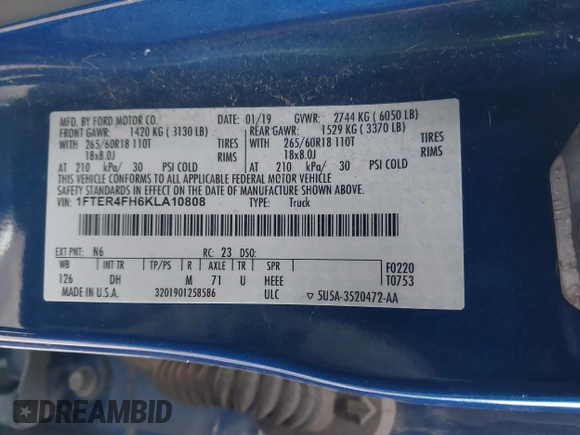 MFD. BY FORD MOTOR CO. DATE: 01/19 GVWR: 2744 KG ( 6050 LB)
FRONT GAWR: 1420 KG ( 3130 LB) REAR GAWR: 1529 KG ( 3370 LB)
WITH 265/60R18 110T TIRES WITH 265/60R18 110T TIRES
18x8.0J RIMS 18x8.0J RIMS
AT 210 kPa/ 30 PSI COLD AT 210 kPa/ 30 PSI COLD
THIS VEHICLE CONFORMS TO ALL APPLICABLE FEDERAL MOTOR VEHICLE
SAFETY STANDARDS IN EFFECT ON THE DATE OF MANUFACTURE SHOWN ABOVE.
VIN: 1FTER4FH6KLA10808 TYPE: Truck
EXT PNT: N6 RC: 23 DSO:
WB INT TR TP/PS R AXLE TR SPR F0220
126 DH M 71 U HEEE T0753
MADE IN U.S.A. 3201901258586 ULC ▽ 5U5A-3520472-AA
DREAMBID